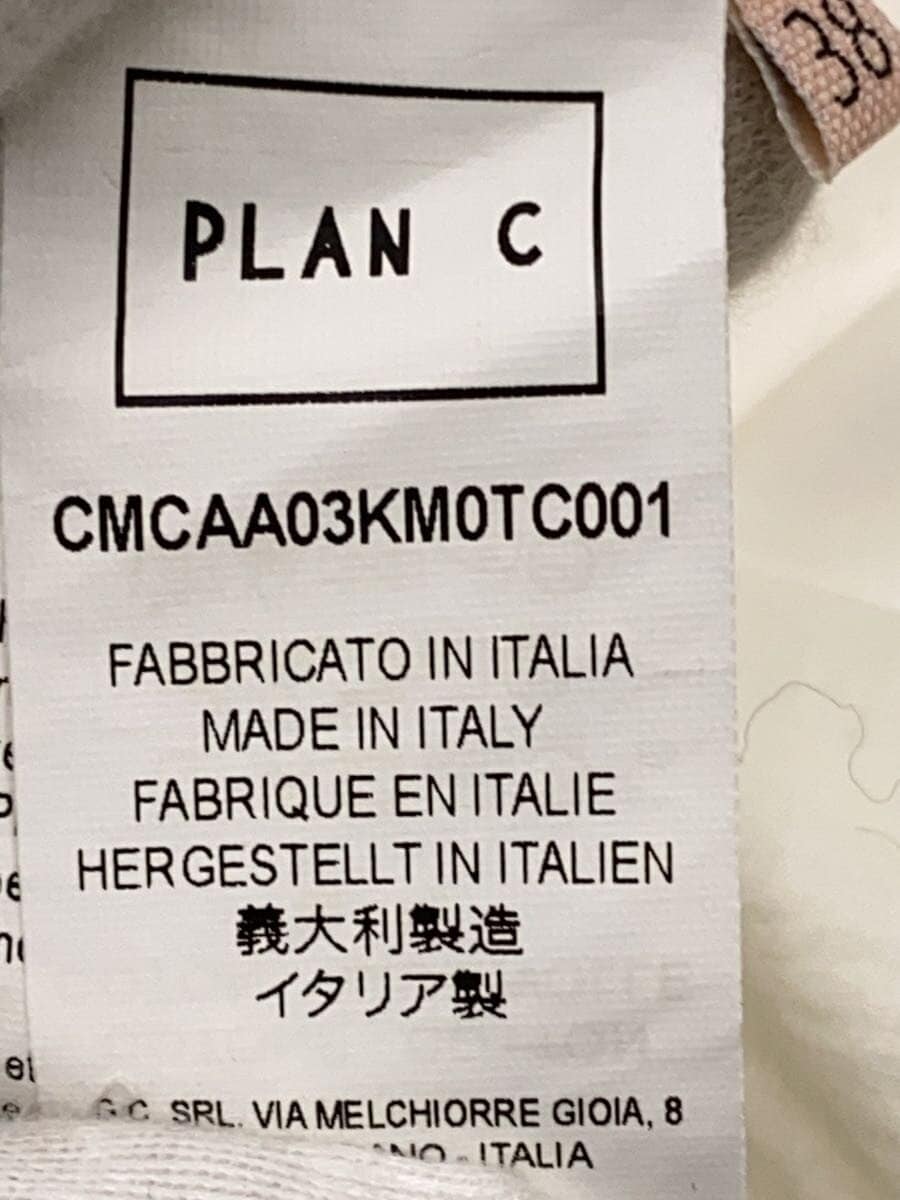 38
PLAN C
CMCAA03KM0TC001
FABBRICATO IN ITALIA
MADE IN ITALY
FABRIQUE EN ITALIE
HERGESTELLT IN ITALIEN
義大利製造
イタリア製
G.C. SRL. VIA MELCHIORRE GIOIA, 8
- ITALIA